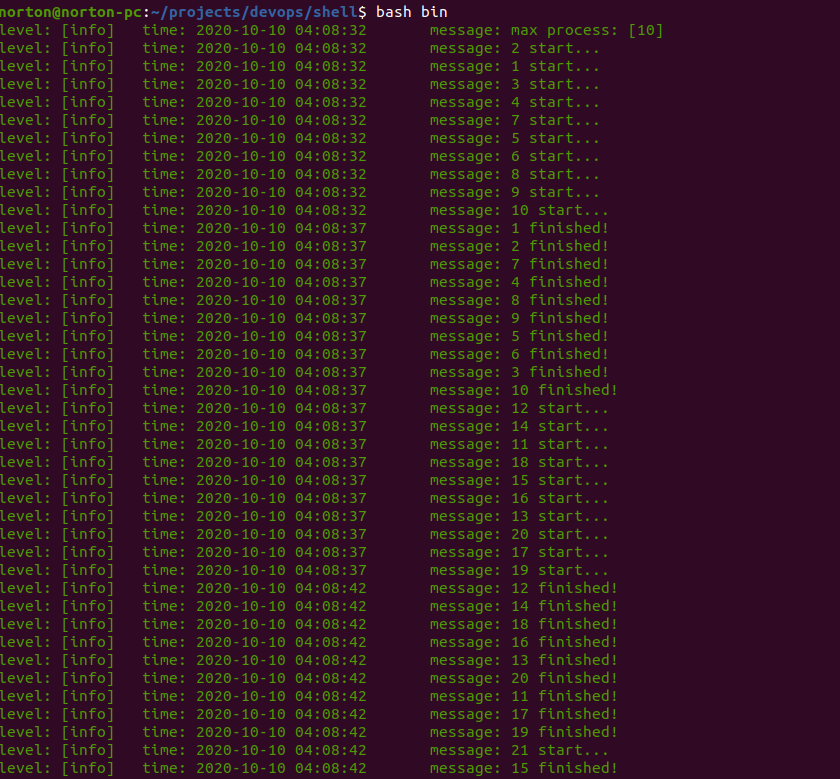 norton@norton-pc:~/projects/devops/shell$ bash bin
level: [info] time: 2020-10-10 04:08:32 message: max process: [10]
level: [info] time: 2020-10-10 04:08:32 message: 2 start...
level: [info] time: 2020-10-10 04:08:32 message: 1 start...
level: [info] time: 2020-10-10 04:08:32 message: 3 start...
level: [info] time: 2020-10-10 04:08:32 message: 4 start...
level: [info] time: 2020-10-10 04:08:32 message: 7 start...
level: [info] time: 2020-10-10 04:08:32 message: 5 start...
level: [info] time: 2020-10-10 04:08:32 message: 6 start...
level: [info] time: 2020-10-10 04:08:32 message: 8 start...
level: [info] time: 2020-10-10 04:08:32 message: 9 start...
level: [info] time: 2020-10-10 04:08:32 message: 10 start...
level: [info] time: 2020-10-10 04:08:37 message: 1 finished!
level: [info] time: 2020-10-10 04:08:37 message: 2 finished!
level: [info] time: 2020-10-10 04:08:37 message: 7 finished!
level: [info] time: 2020-10-10 04:08:37 message: 4 finished!
level: [info] time: 2020-10-10 04:08:37 message: 8 finished!
level: [info] time: 2020-10-10 04:08:37 message: 9 finished!
level: [info] time: 2020-10-10 04:08:37 message: 5 finished!
level: [info] time: 2020-10-10 04:08:37 message: 6 finished!
level: [info] time: 2020-10-10 04:08:37 message: 3 finished!
level: [info] time: 2020-10-10 04:08:37 message: 10 finished!
level: [info] time: 2020-10-10 04:08:37 message: 12 start...
level: [info] time: 2020-10-10 04:08:37 message: 14 start...
level: [info] time: 2020-10-10 04:08:37 message: 11 start...
level: [info] time: 2020-10-10 04:08:37 message: 18 start...
level: [info] time: 2020-10-10 04:08:37 message: 15 start...
level: [info] time: 2020-10-10 04:08:37 message: 16 start...
level: [info] time: 2020-10-10 04:08:37 message: 13 start...
level: [info] time: 2020-10-10 04:08:37 message: 20 start...
level: [info] time: 2020-10-10 04:08:37 message: 17 start...
level: [info] time: 2020-10-10 04:08:37 message: 19 start...
level: [info] time: 2020-10-10 04:08:42 message: 12 finished!
level: [info] time: 2020-10-10 04:08:42 message: 14 finished!
level: [info] time: 2020-10-10 04:08:42 message: 18 finished!
level: [info] time: 2020-10-10 04:08:42 message: 16 finished!
level: [info] time: 2020-10-10 04:08:42 message: 13 finished!
level: [info] time: 2020-10-10 04:08:42 message: 20 finished!
level: [info] time: 2020-10-10 04:08:42 message: 11 finished!
level: [info] time: 2020-10-10 04:08:42 message: 17 finished!
level: [info] time: 2020-10-10 04:08:42 message: 19 finished!
level: [info] time: 2020-10-10 04:08:42 message: 21 start...
level: [info] time: 2020-10-10 04:08:42 message: 15 finished!